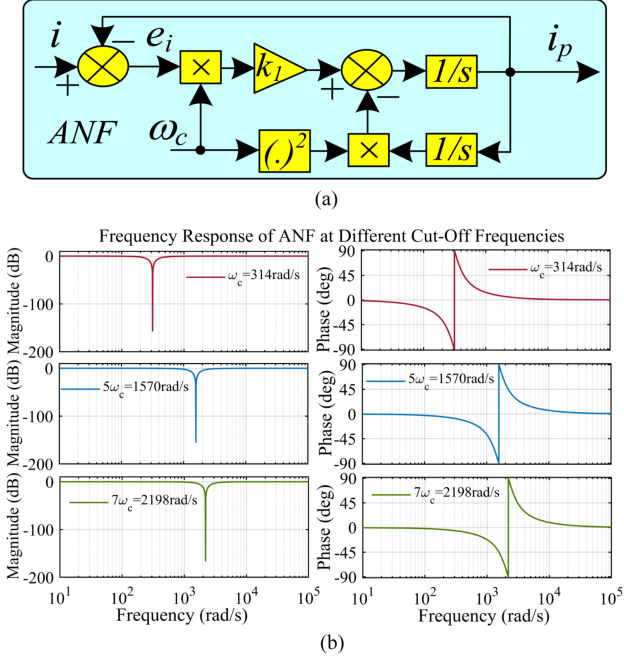 i
−
e_i
×
k_1
+
−
1/s
i_p
+
ANF
ω_c
(.)²
×
1/s
(a)
Frequency Response of ANF at Different Cut-Off Frequencies
Magnitude (dB)
0
-100
-200
ω_c=314rad/s
Phase (deg)
90
45
0
-45
-90
ω_c=314rad/s
Magnitude (dB)
0
-100
-200
5ω_c=1570rad/s
Phase (deg)
90
45
0
-45
-90
5ω_c=1570rad/s
Magnitude (dB)
0
-100
-200
7ω_c=2198rad/s
Phase (deg)
90
45
0
-45
-90
7ω_c=2198rad/s
10^1 10^2 10^3 10^4 10^5
Frequency (rad/s)
10^1 10^2 10^3 10^4 10^5
Frequency (rad/s)
(b)